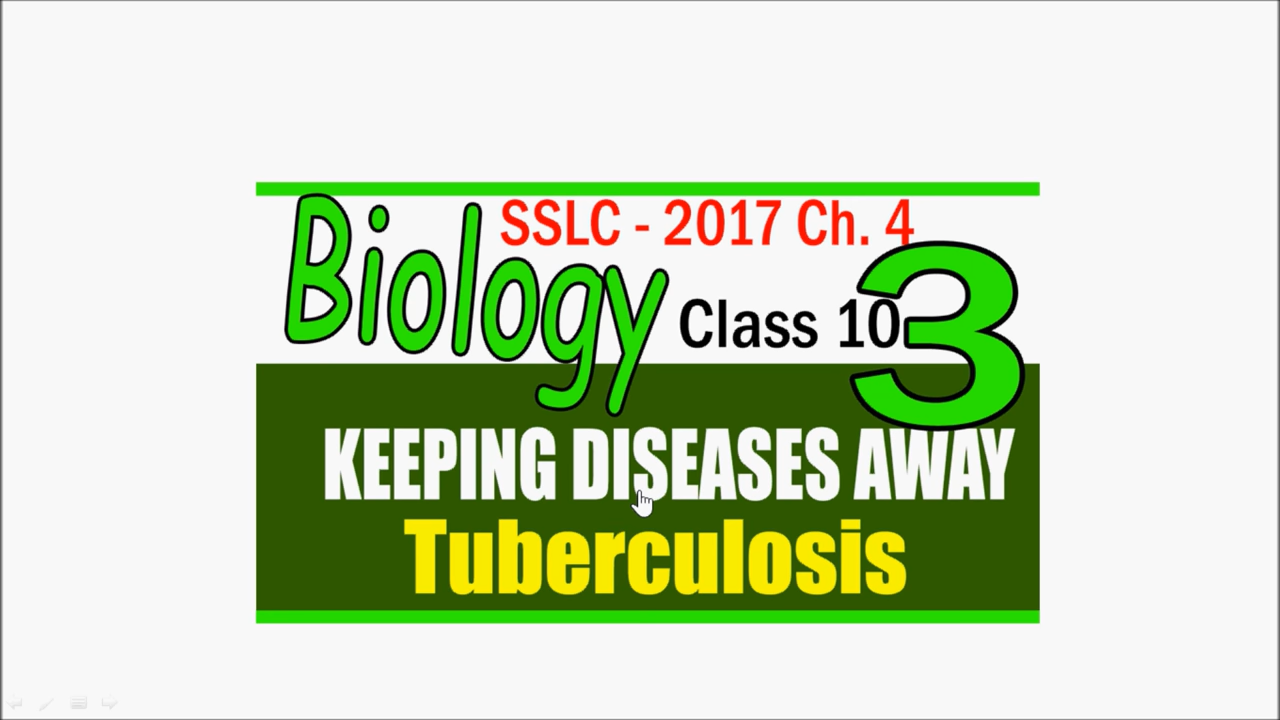 SSLC - 2017 Ch. 4
Biology Class 10 3
KEEPING DISEASES AWAY
Tuberculosis